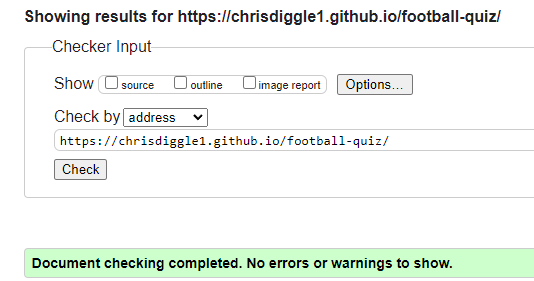 Showing results for https://chrisdiggle1.github.io/football-quiz/
Checker Input
Show source outline image report Options...
Check by address
https://chrisdiggle1.github.io/football-quiz/
Check
Document checking completed. No errors or warnings to show.